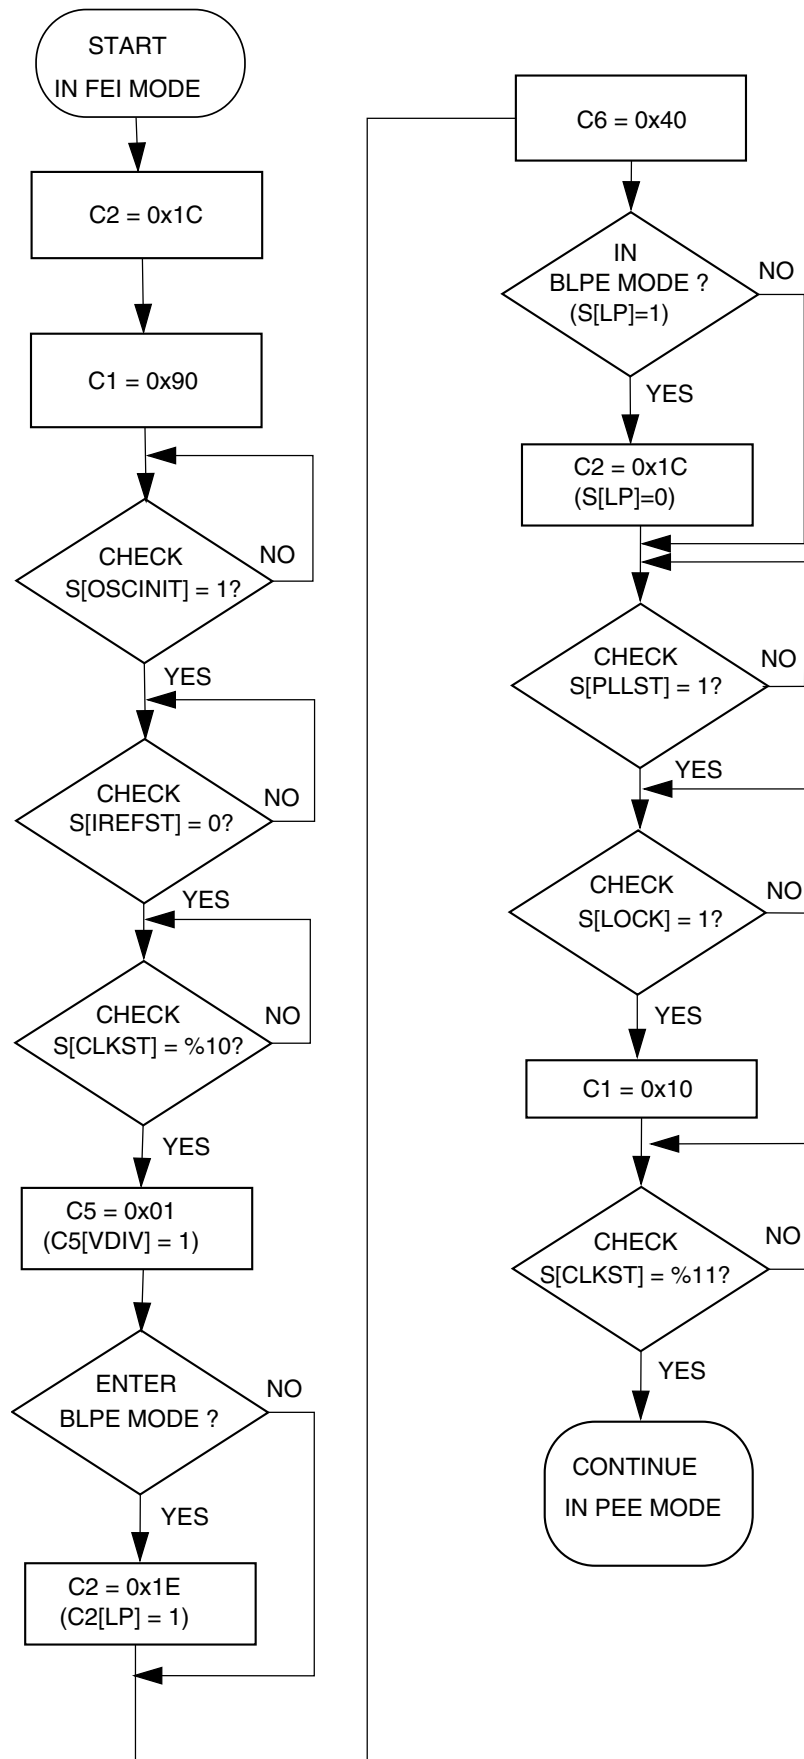 START
IN FEI MODE
C2 = 0x1C
C1 = 0x90
CHECK
S[OSCINIT] = 1?
NO
YES
CHECK
S[IREFST] = 0?
NO
YES
CHECK
S[CLKST] = %10?
NO
YES
C5 = 0x01
(C5[VDIV] = 1)
ENTER
BLPE MODE ?
NO
YES
C2 = 0x1E
(C2[LP] = 1)
C6 = 0x40
IN
BLPE MODE ?
(S[LP]=1)
NO
YES
C2 = 0x1C
(S[LP]=0)
CHECK
S[PLLST] = 1?
NO
YES
CHECK
S[LOCK] = 1?
NO
YES
C1 = 0x10
CHECK
S[CLKST] = %11?
NO
YES
CONTINUE
IN PEE MODE